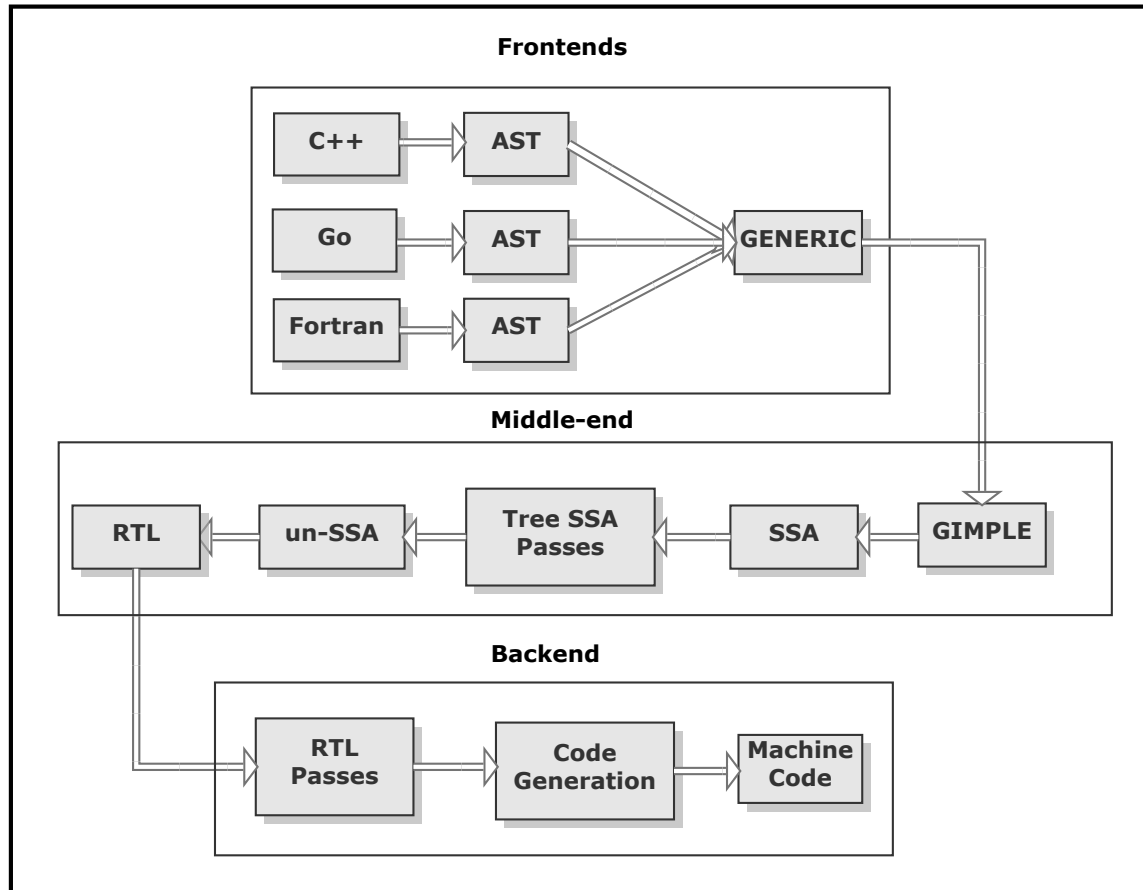 Frontends
C++
AST
Go
AST
GENERIC
Fortran
AST
Middle-end
RTL
un-SSA
Tree SSA
Passes
SSA
GIMPLE
Backend
RTL
Passes
Code
Generation
Machine
Code